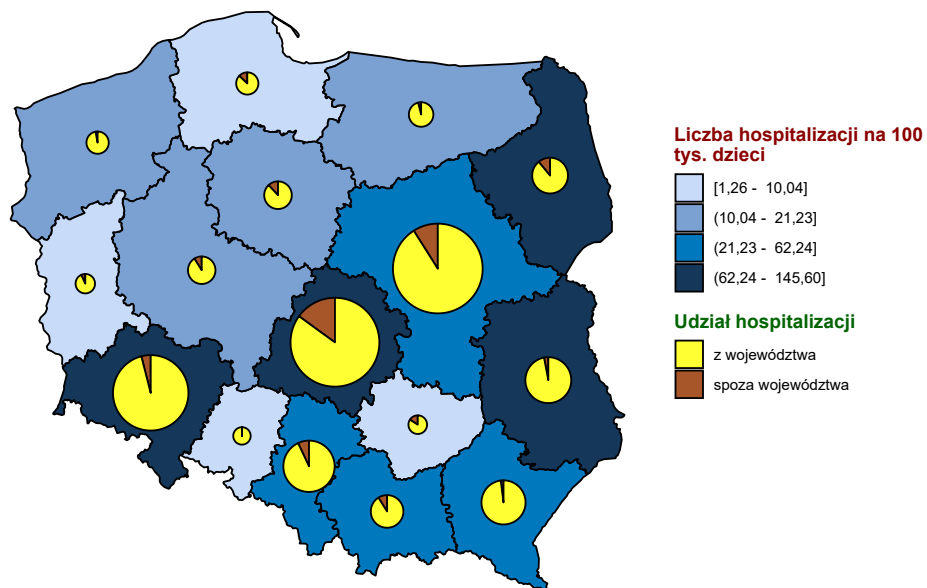 Liczba hospitalizacji na 100
tys. dzieci
[1,26 - 10,04]
(10,04 - 21,23]
(21,23 - 62,24]
(62,24 - 145,60]
Udział hospitalizacji
z województwa
spoza województwa